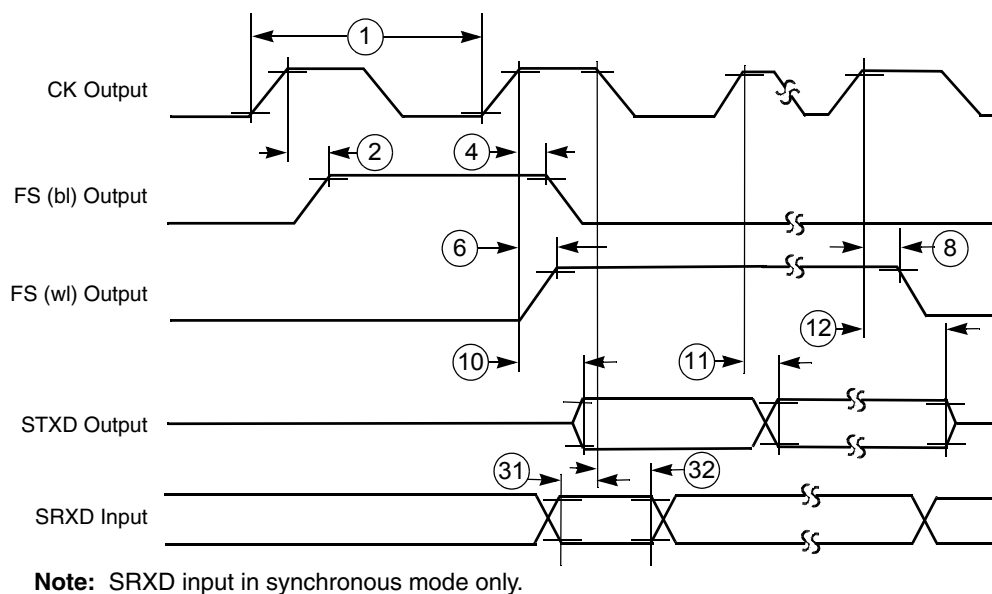 1
CK Output
2
4
FS (bl) Output
6
8
FS (wl) Output
10
11
12
STXD Output
31
32
SRXD Input
Note: SRXD input in synchronous mode only.